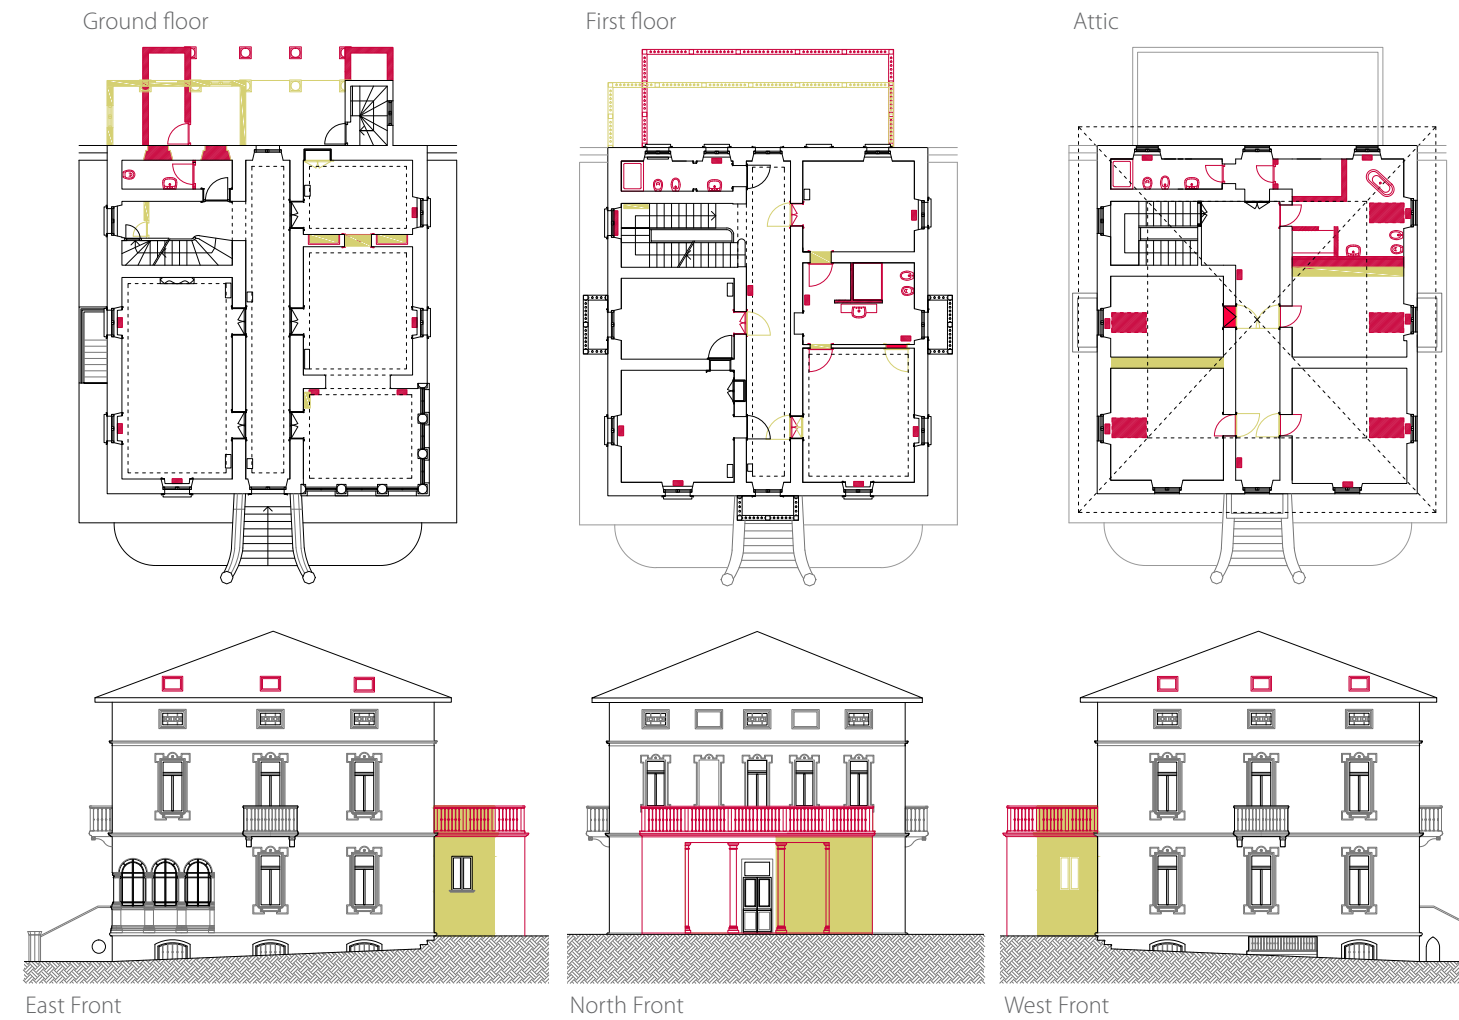 Ground floor
First floor
Attic
East Front
North Front
West Front